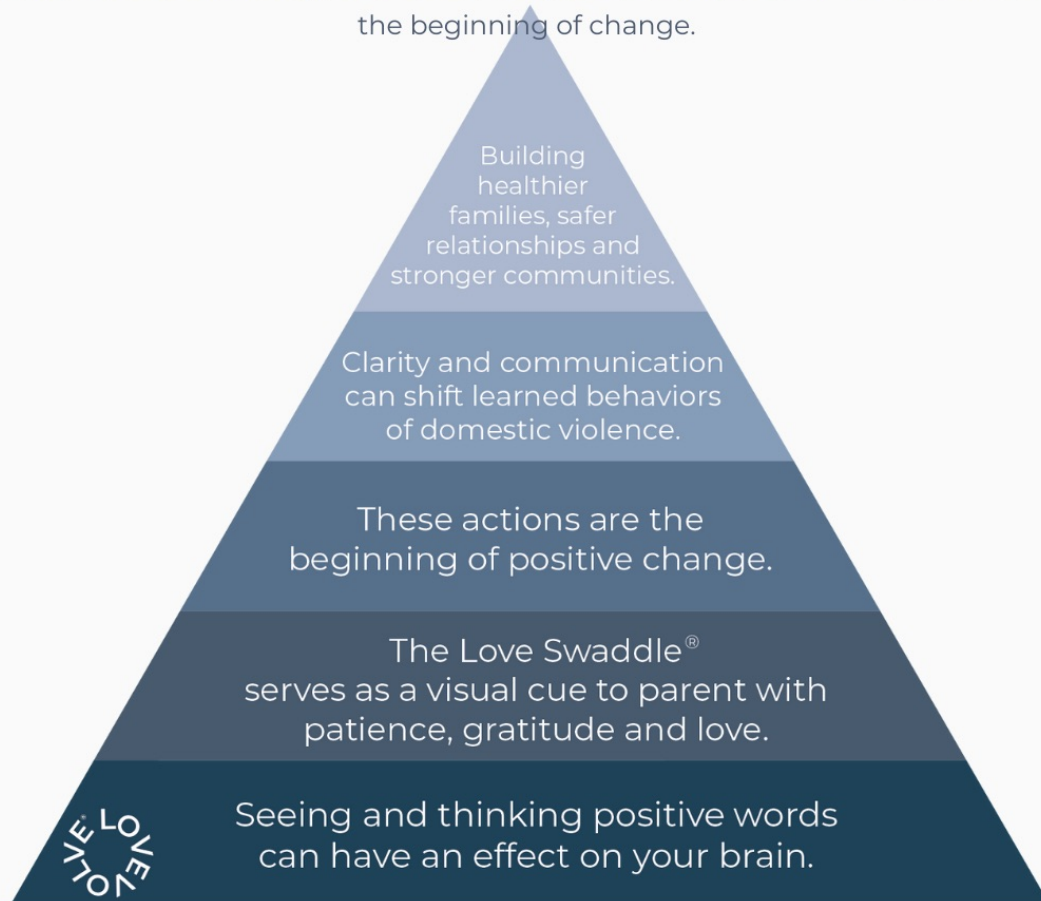 the beginning of change.
Building
healthier
families, safer
relationships and
stronger communities.
Clarity and communication
can shift learned behaviors
of domestic violence.
These actions are the
beginning of positive change.
The Love Swaddle®
serves as a visual cue to parent with
patience, gratitude and love.
Seeing and thinking positive words
can have an effect on your brain.
LOVEVOLVE®